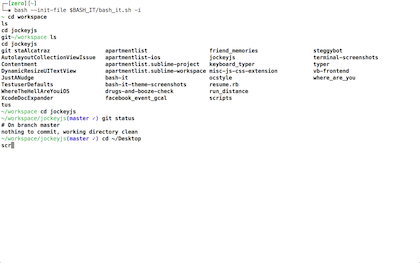 [zero][~]
bash --init-file $BASH_IT/bash_it.sh -i
~ cd workspace
ls
cd jockeyjs
git~/workspace ls
cd jockeyjs
git staAlcatraz apartmentlist friend_memories steggybot
AutolayoutCollectionViewIssue apartmentlist-ios jockeyjs terminal-screenshots
Contentment apartmentlist.sublime-project keyboard_typer typer
DynamicResizeUITextView apartmentlist.sublime-workspace misc-js-css-extension vb-frontend
JustANudge bash-it ocstyle where_are_you
TestuserDefaults bash-it-theme-screenshots resume.rb
WhereTheHellAreYouiOS drugs-and-booze-check run_distance
XcodeDocExpander facebook_event_gcal scripts
tus
~/workspace cd jockeyjs
~/workspace/jockeyjs(master ✓) git status
# On branch master
nothing to commit, working directory clean
~/workspace/jockeyjs(master ✓) cd ~/Desktop
scr